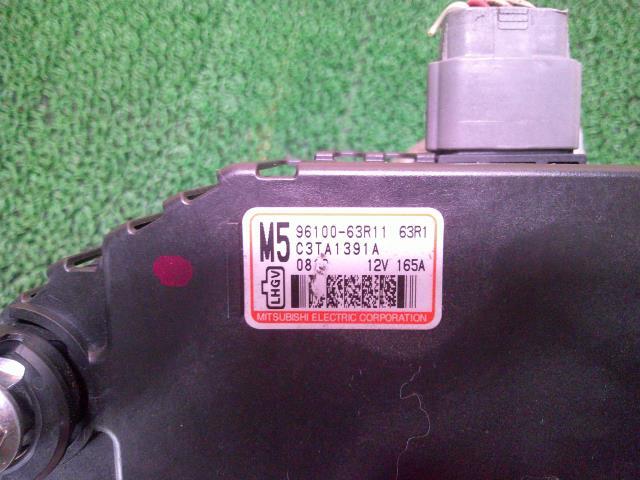 M5 96100-63R11 63R1
C3TA1391A
12V 165A
LHGV
MITSUBISHI ELECTRIC CORPORATION